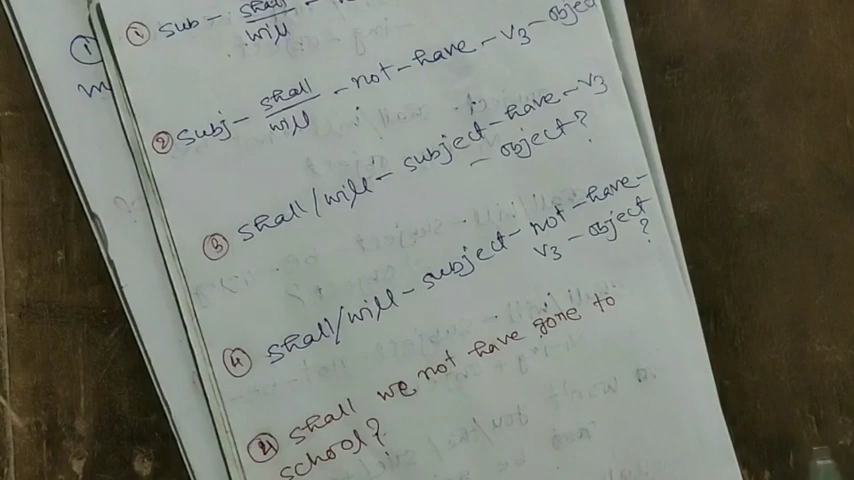 ① sub - shall/will -
② subj - shall/will - not - have - V3 - objec
③ shall/will - subject - have - V3
- object?
④ shall/will - subject - not - have -
V3 - object
?
④ shall we not have gone to
school?